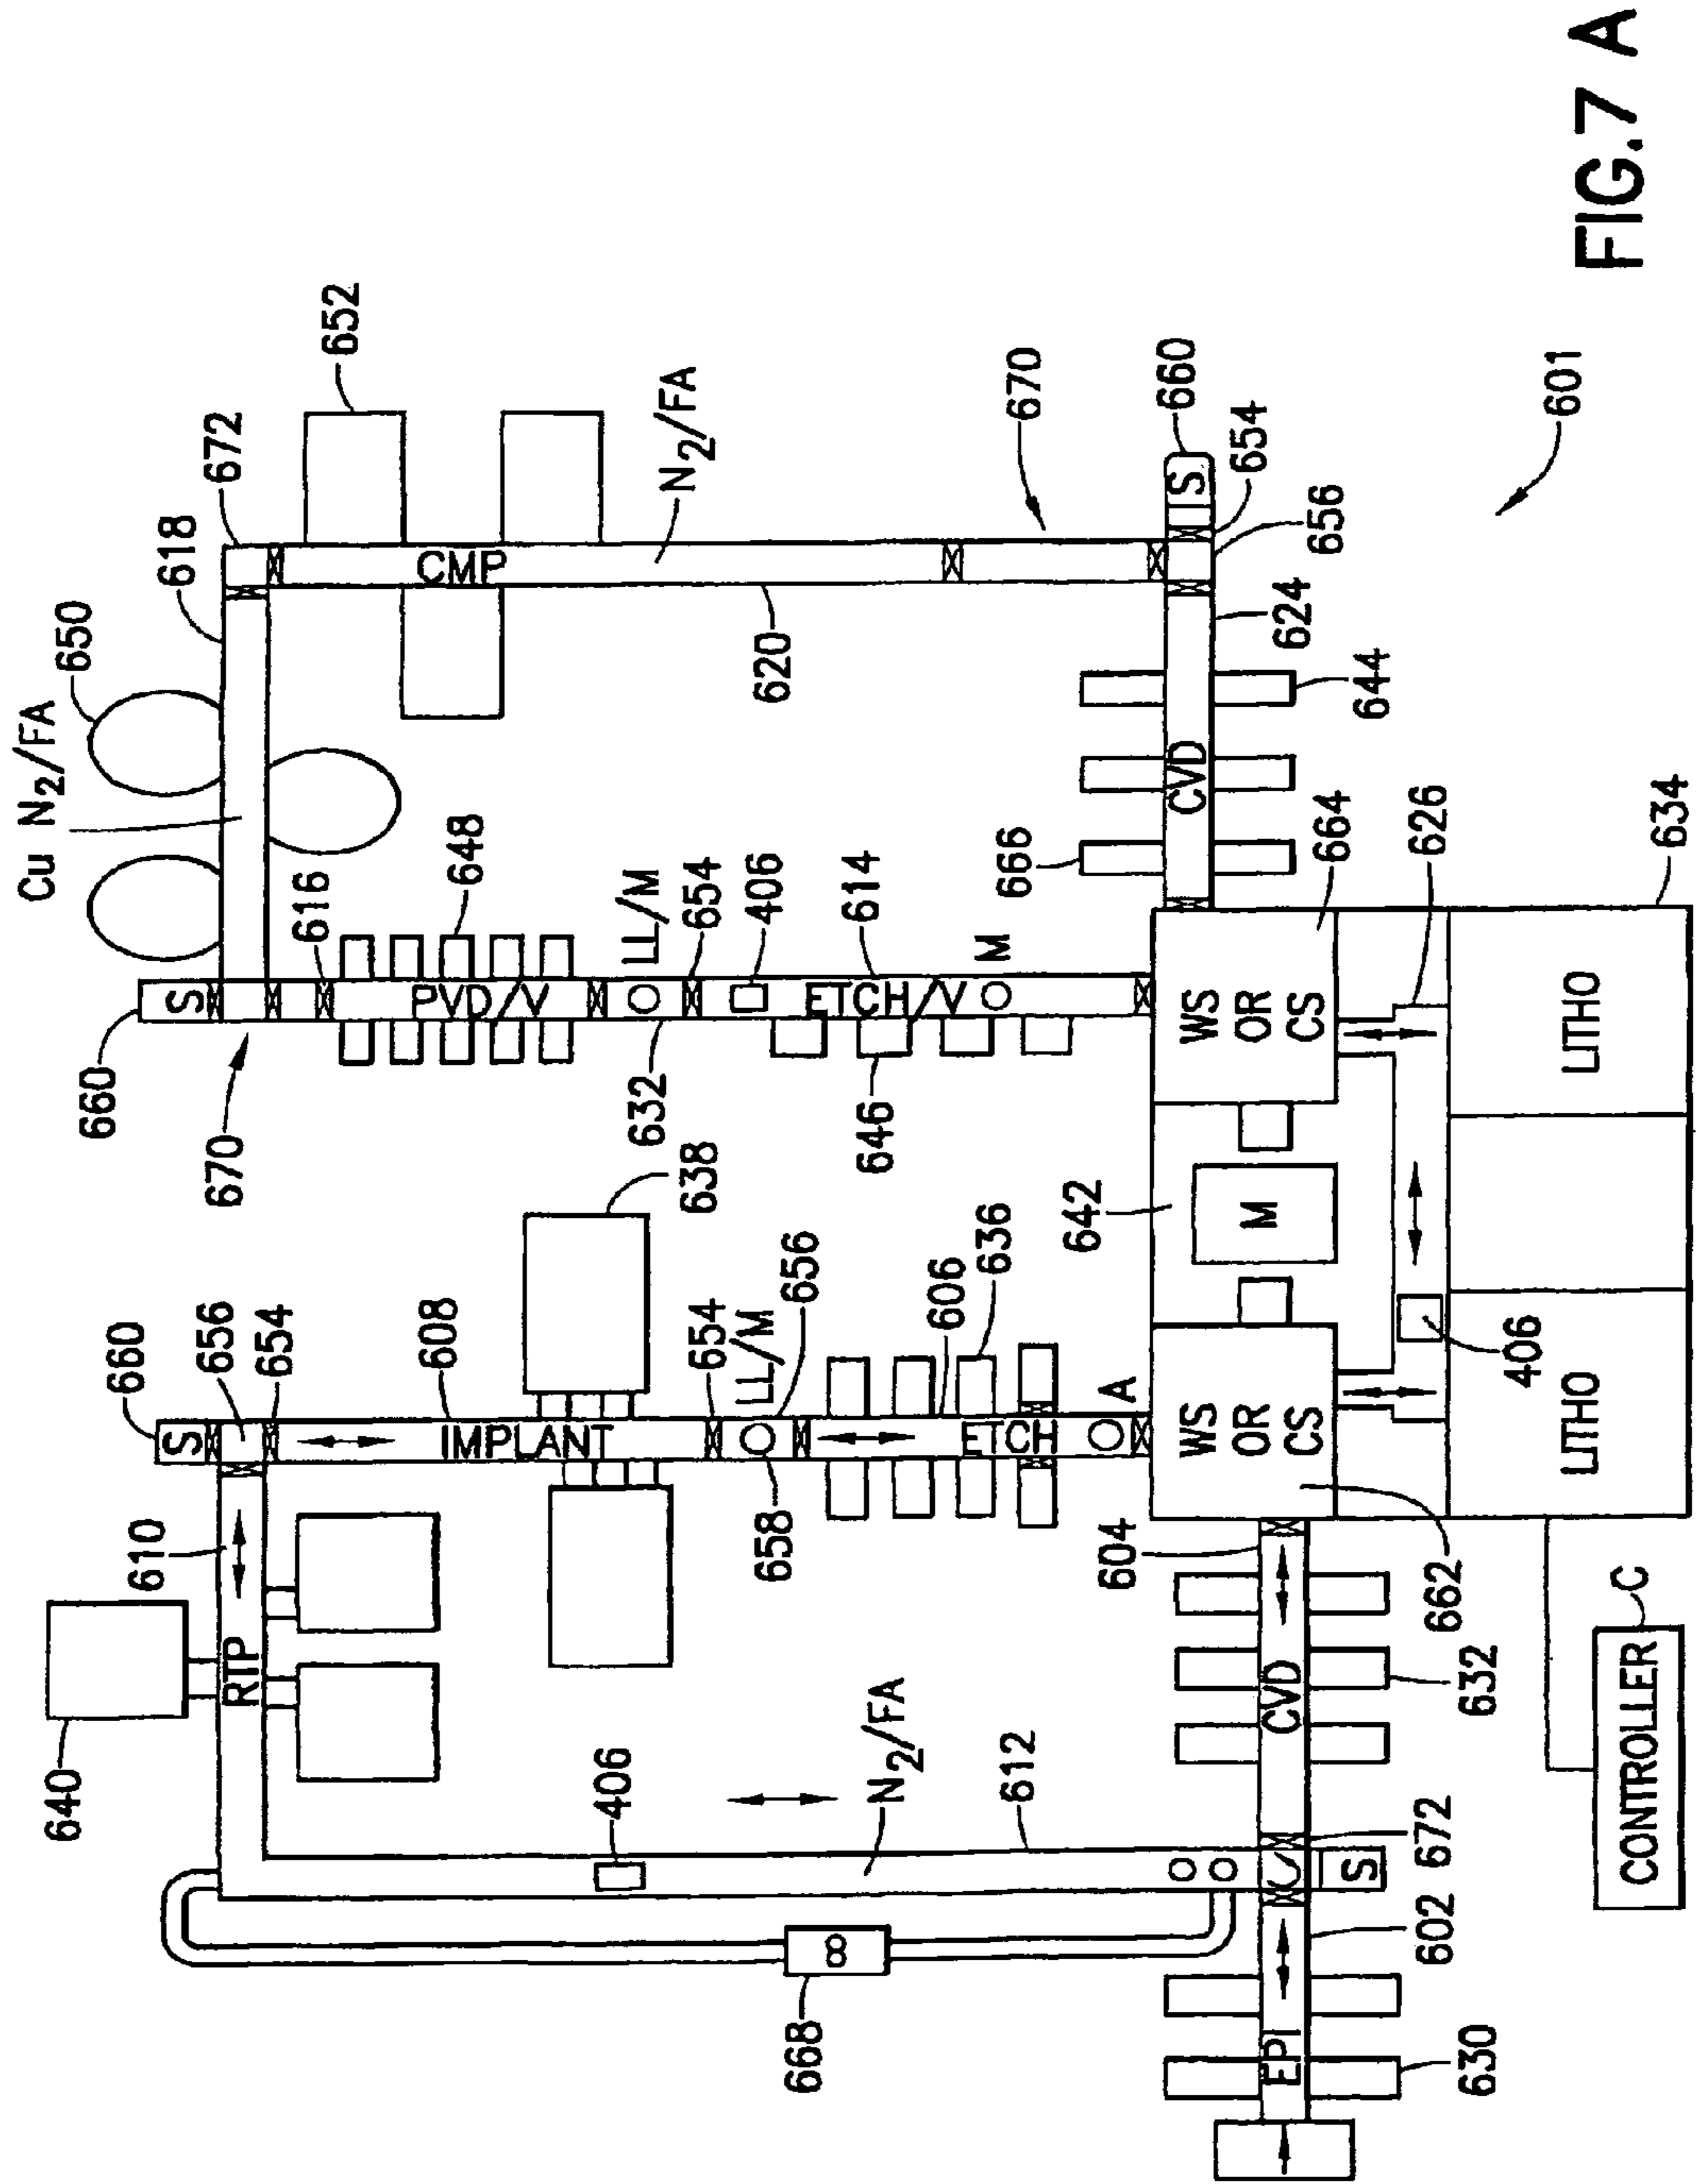 FIG.7 A
Cu N2/FA
650
618
672
652
N2/FA
670
660
654
656
601
616
660
S
648
PVD/V
LL/M
654
406
614
ETCH/V
M
CMP
620
666
CVD
S
624
644
664
626
634
670
632
646
638
642
WS
OR
CS
M
LITHO
660
656
654
S
608
IMPLANT
654
LL/M
656
606
636
ETCH
A
658
WS
OR
CS
406
LITHO
640
610
RTP
604
662
632
CVD
C
CONTROLLER
406
N2/FA
612
672
S
602
668
8
EPI
630